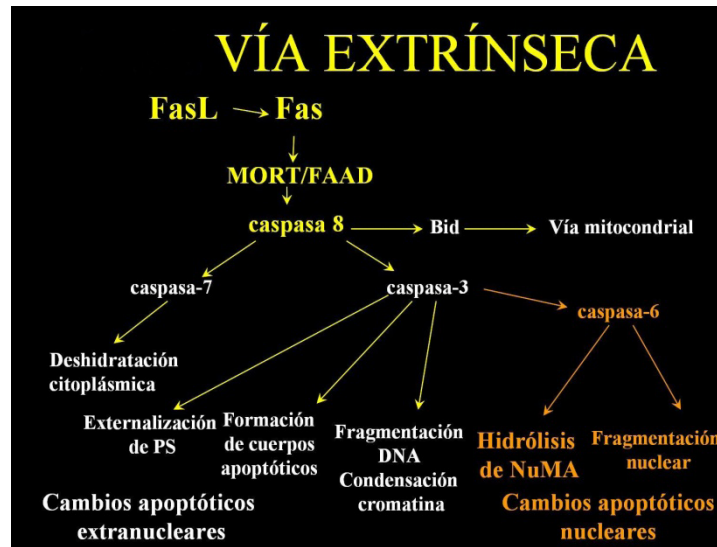 VÍA EXTRÍNSECA
FasL Fas
MORT/FAAD
caspasa 8 Bid Vía mitocondrial
caspasa-7 caspasa-3
caspasa-6
Deshidratación
citoplásmica
Externalización
de PS
Formación
de cuerpos
apoptóticos
Fragmentación
DNA
Condensación
cromatina
Hidrólisis
de NuMA
Fragmentación
nuclear
Cambios apoptóticos
extranucleares
Cambios apoptóticos
nucleares